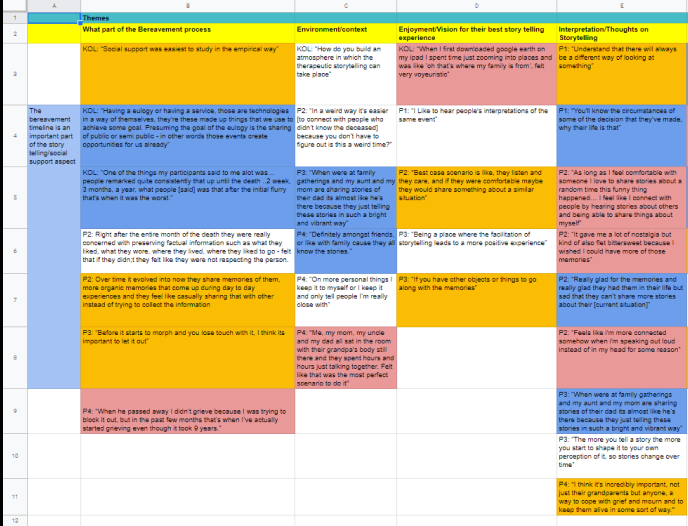 A B C D E
1 Themes
2 What part of the Bereavement process Environment/context Enjoyment/Vision for their best story telling Interpretation/Thoughts on
experience Storytelling
3
KOL: "Social support was easiest to study in the empirical way"
KOL: "How do you build an
atmosphere in which the
therapeutic storytelling can
take place"
KOL: "When I first downloaded google earth on
my ipad I spent time just zooming into places and
was like 'oh that's where my family is from', felt
very voyeuristic"
P1: "Understand that there will always
be a different way of looking at
something"
4
The
bereavement
timeline is an
important part
of the story
telling/social
support aspect
KOL: "Having a eulogy or having a service, those are technologies
in a way of themselves, they're these made up things that we use to
achieve some goal. Presuming the goal of the eulogy is the sharing
of public or semi public - in other words those events create
opportunities for us already"
P2: "In a weird way it's easier
[to connect with people who
didn't know the deceased]
because you don't have to
figure out is this a weird time?"
P1: "I Like to hear people's interpretations of the
same event"
P1: "You'll know the circumstances of
some of the decision that they've made,
why their life is that"
5
KOL: "One of the things my participants said to me alot was...
people remarked quite consistently that up until the death ..2 week,
3 months, a year, what people [said] was that after the initial flurry
that's when it was the worst."
P3: "When were at family
gatherings and my aunt and my
mom are sharing stories of
their dad its almost like he's
there because they just telling
these stories in such a bright
and vibrant way"
P2: "Best case scenario is like, they listen and
they care, and if they were comfortable maybe
they would share something about a similar
situation"
P2: "As long as I feel comfortable with
someone I love to share stories about a
random time this funny thing
happened... I feel like I connect with
people by hearing stories about others
and being able to share things about
myself"
6
P2: Right after the entire month of the death they were really
concerned with preserving factual information such as what they
liked, what they wore, where they lived, where they liked to go - felt
that if they didn't felt like they were not respecting the person.
P4: "Definitely amongst friends,
or like with family cause they all
know the stories."
P3: "Being a place where the facilitation of
storytelling leads to a more positive experience"
P2: "It gave me a lot of nostalgia but
kind of also flet bittersweet because I
wished I could have more of those
memories"
7
P2: Over time it evolved into now they share memories of them,
more organic memories that come up during day to day
experiences and they feel like casually sharing that with other
instead of trying to collect the information
P4: "On more personal things I
keep it to myself or I keep it
and only tell people I'm really
close with"
P3: "If you have other objects or things to go
along with the memories"
P2: "Really glad for the memories and
really glad they had them in their life but
sad that they can't share more stories
about their [current situation]"
8
P3: "Before it starts to morph and you lose touch with it, I think its
important to let it out"
P4: "Me, my mom, my uncle
and my dad all sat in the room
with their grandpa's body still
there and they spent hours and
hours just talking together. Felt
like that was the most perfect
scenario to do it"
P2: "Feels like i'm more connected
somehow when i'm speaking out loud
instead of in my head for some reason"
9
P4: "When he passed away I didn't grieve because I was trying to
block it out, but in the past few months that's when I've actually
started grieving even though it took 9 years."
P3: "When were at family gatherings
and my aunt and my mom are sharing
stories of their dad its almost like he's
there because they just telling these
stories in such a bright and vibrant way"
10
P3: "The more you tell a story the more
you start to shape it to your own
perception of it, so stories change over
time"
11
P4: "I think it's incredibly important, not
just their grandparents but anyone, a
way to cope with grief and mourn and to
keep them alive in some sort of way."
12